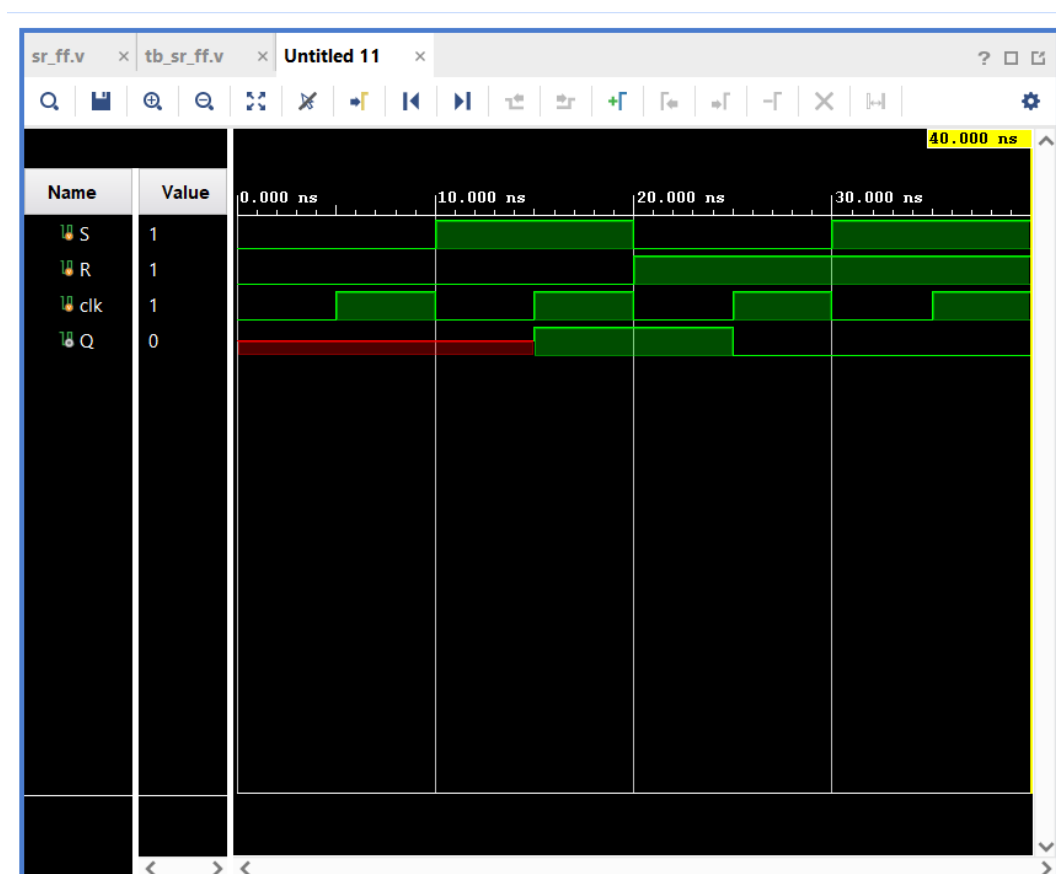 sr_ff.v × tb_sr_ff.v × Untitled 11 × ?
40.000 ns
Name Value 0.000 ns 10.000 ns 20.000 ns 30.000 ns
S 1
R 1
clk 1
Q 0